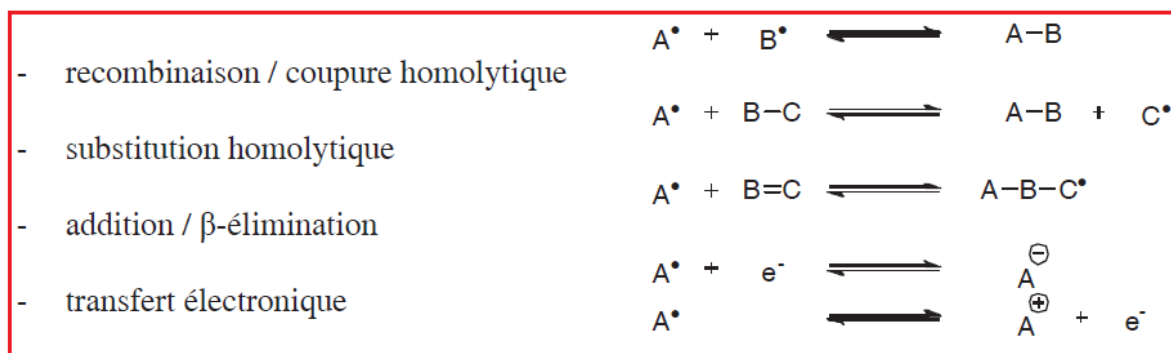 A• + B• ⇌ A–B
- recombinaison / coupure homolytique
A• + B–C ⇌ A–B + C•
- substitution homolytique
A• + B=C ⇌ A–B–C•
- addition / β-élimination
A• + e⁻ ⇌ A⊖
- transfert électronique
A• ⇌ A⊕ + e⁻